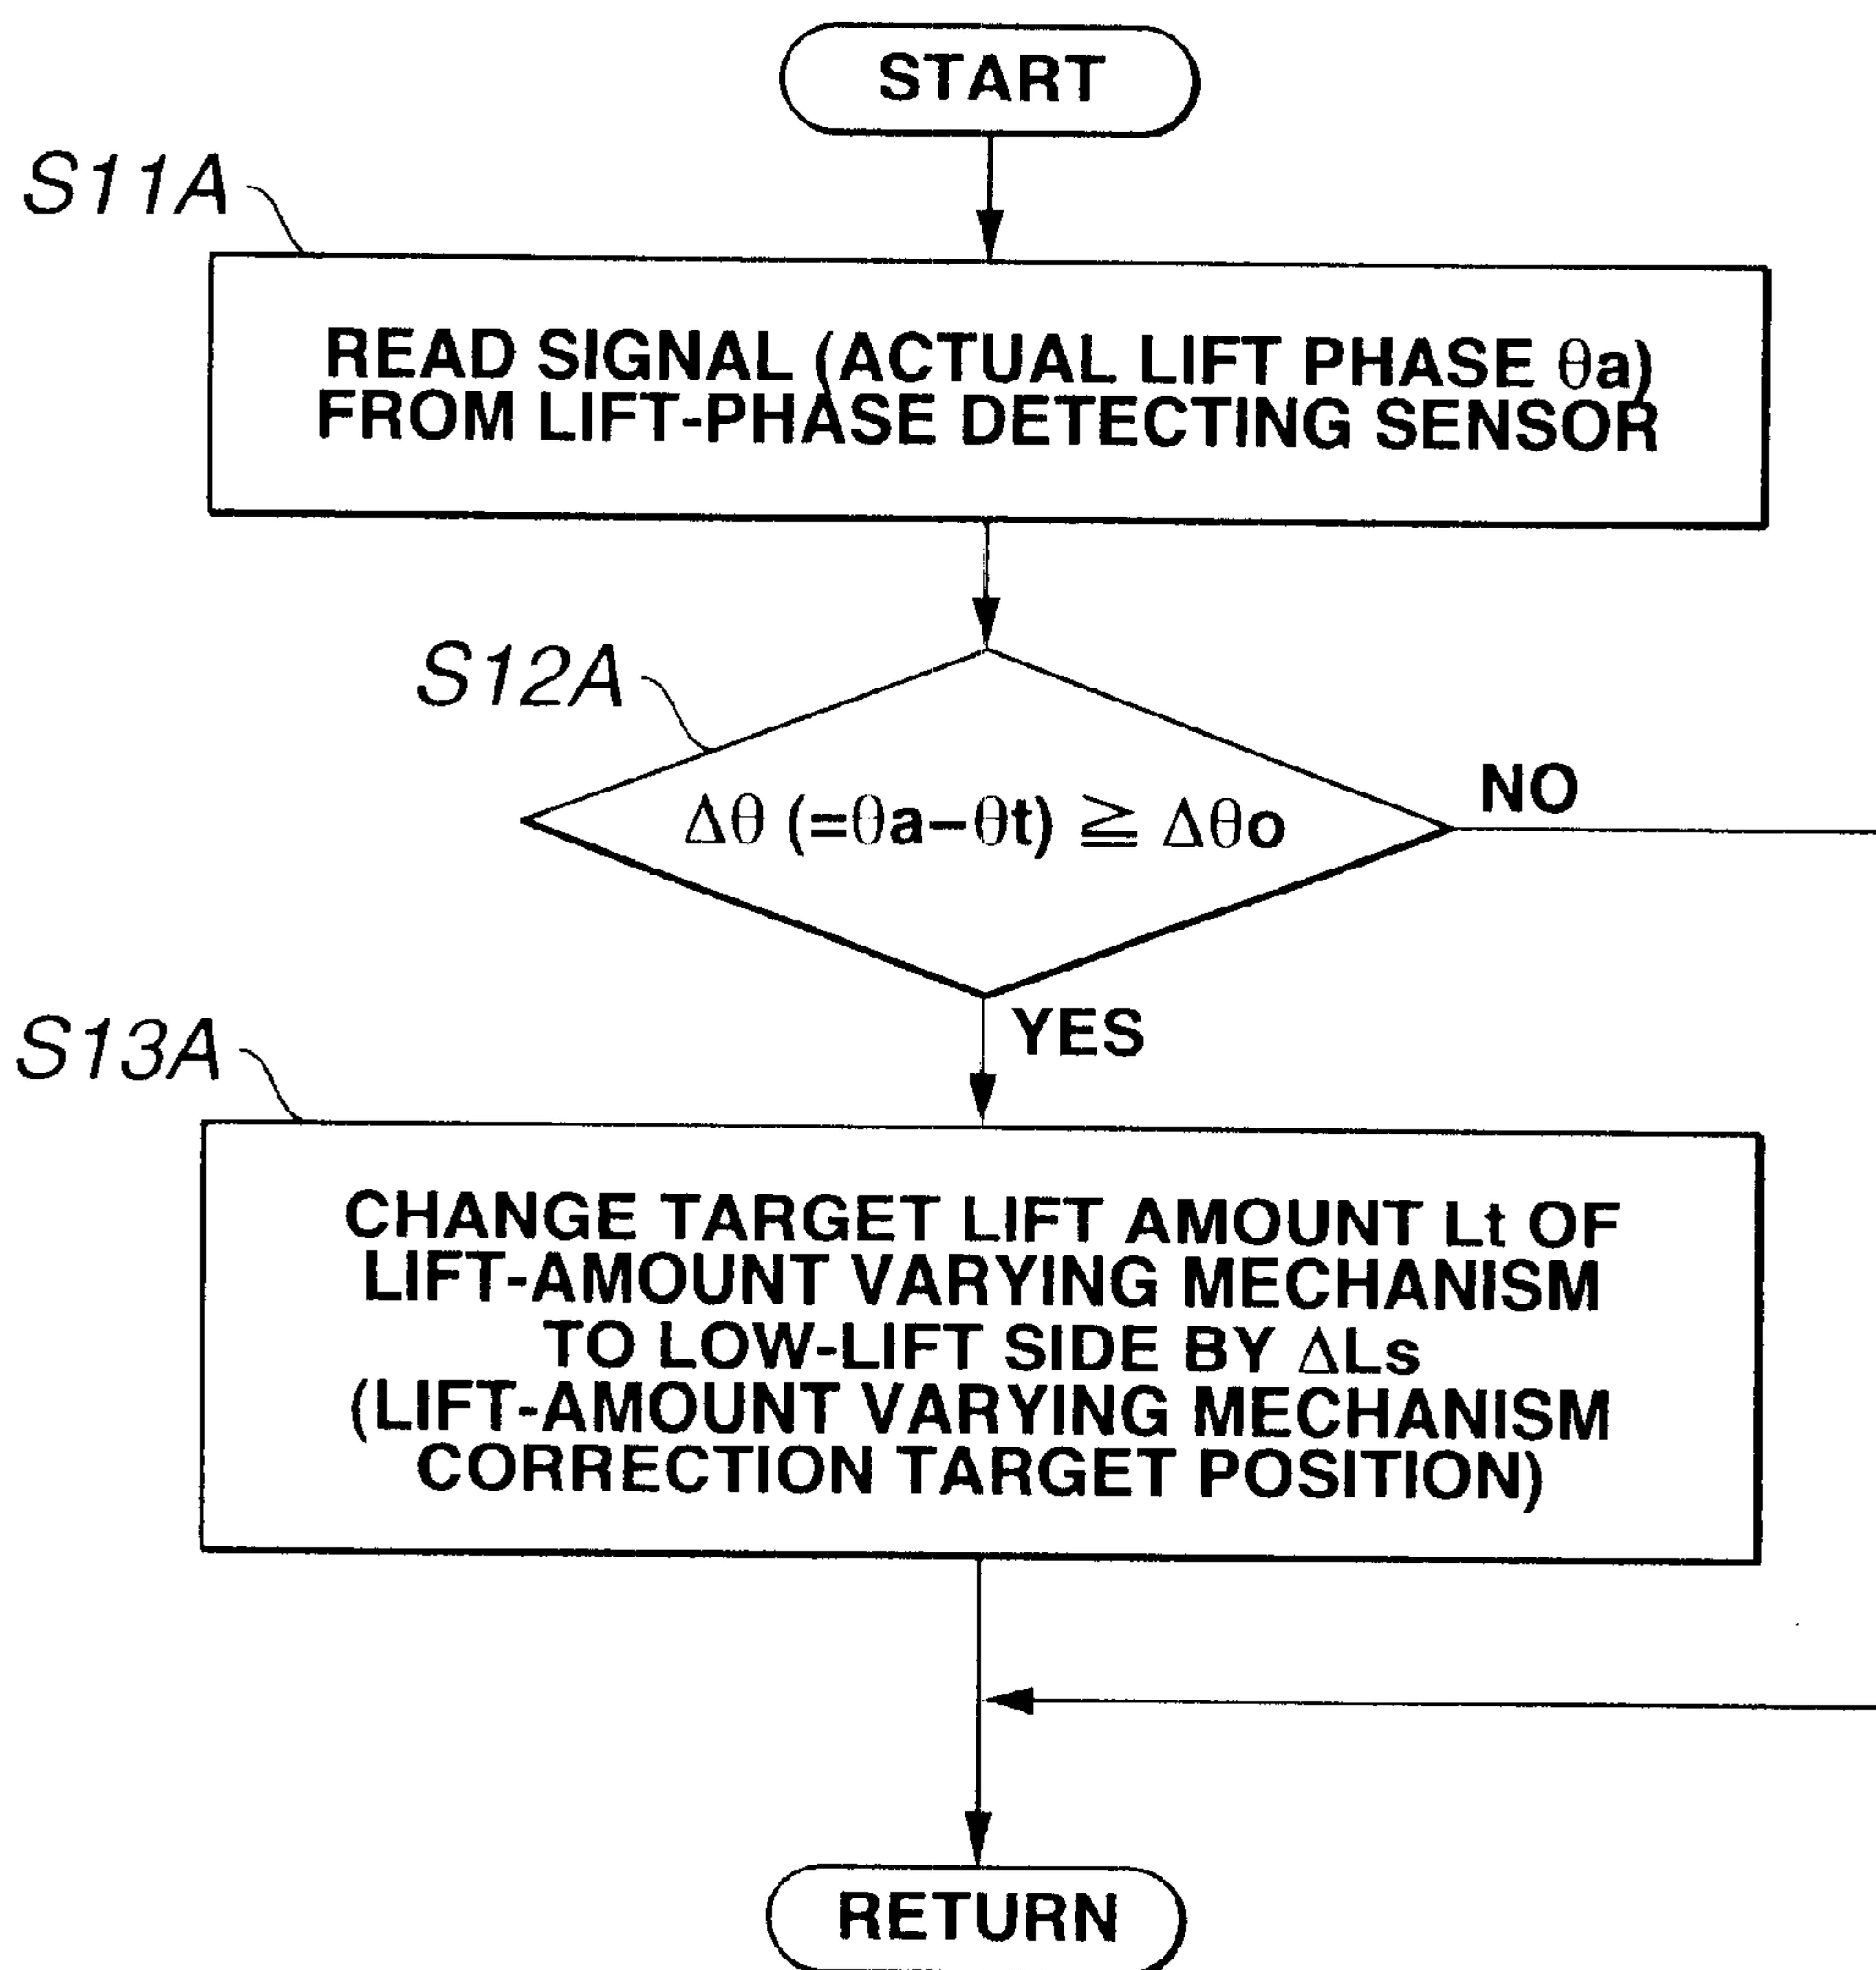 START
S11A
READ SIGNAL (ACTUAL LIFT PHASE θa)
FROM LIFT-PHASE DETECTING SENSOR
S12A
Δθ (=θa−θt) ≧ Δθo
NO
YES
S13A
CHANGE TARGET LIFT AMOUNT Lt OF
LIFT-AMOUNT VARYING MECHANISM
TO LOW-LIFT SIDE BY ΔLs
(LIFT-AMOUNT VARYING MECHANISM
CORRECTION TARGET POSITION)
RETURN